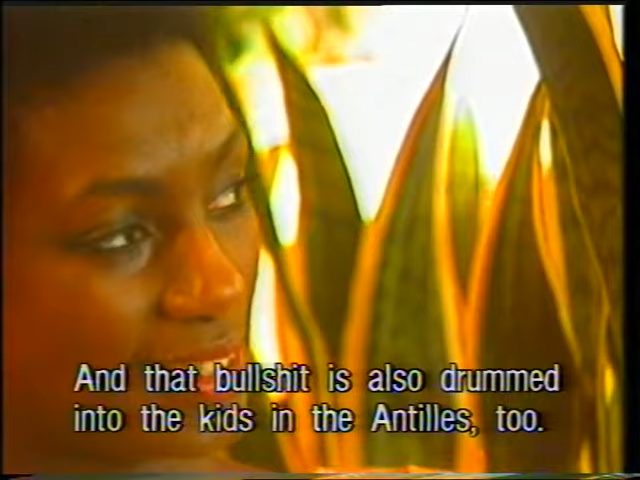 And that bullshit is also drummed
into the kids in the Antilles, too.